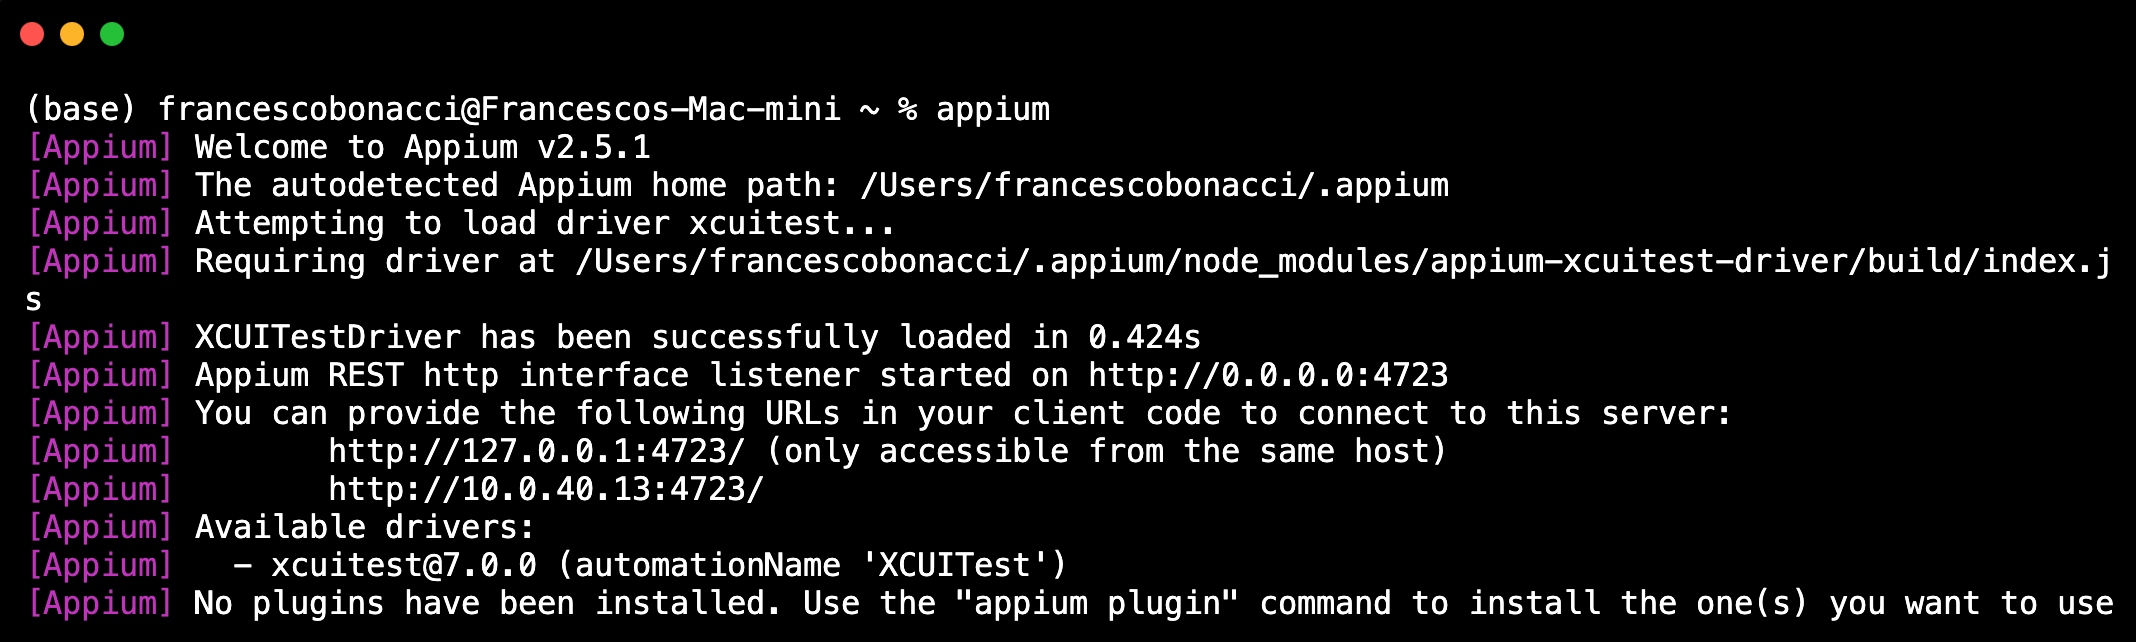 (base) francescobonacci@Francescos-Mac-mini ~ % appium
[Appium] Welcome to Appium v2.5.1
[Appium] The autodetected Appium home path: /Users/francescobonacci/.appium
[Appium] Attempting to load driver xcuitest...
[Appium] Requiring driver at /Users/francescobonacci/.appium/node_modules/appium-xcuitest-driver/build/index.j
s
[Appium] XCUITestDriver has been successfully loaded in 0.424s
[Appium] Appium REST http interface listener started on http://0.0.0.0:4723
[Appium] You can provide the following URLs in your client code to connect to this server:
[Appium]       http://127.0.0.1:4723/ (only accessible from the same host)
[Appium]       http://10.0.40.13:4723/
[Appium] Available drivers:
[Appium]   - xcuitest@7.0.0 (automationName 'XCUITest')
[Appium] No plugins have been installed. Use the "appium plugin" command to install the one(s) you want to use